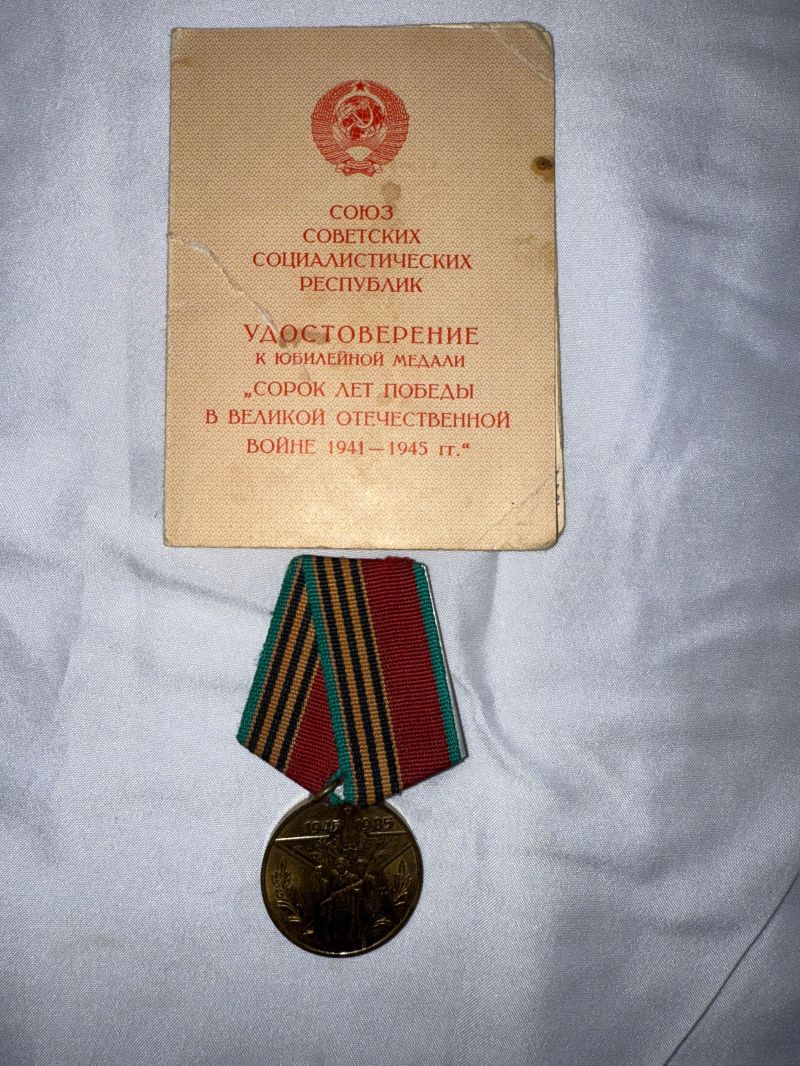 СОЮЗ
СОВЕТСКИХ
СОЦИАЛИСТИЧЕСКИХ
РЕСПУБЛИК
УДОСТОВЕРЕНИЕ
К ЮБИЛЕЙНОЙ МЕДАЛИ
„СОРОК ЛЕТ ПОБЕДЫ
В ВЕЛИКОЙ ОТЕЧЕСТВЕННОЙ
ВОЙНЕ 1941—1945 гг.“
1945 1985